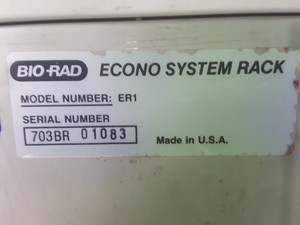 BIO-RAD ECONO SYSTEM RACK
MODEL NUMBER: ER1
SERIAL NUMBER
703BR 01083 Made in U.S.A.